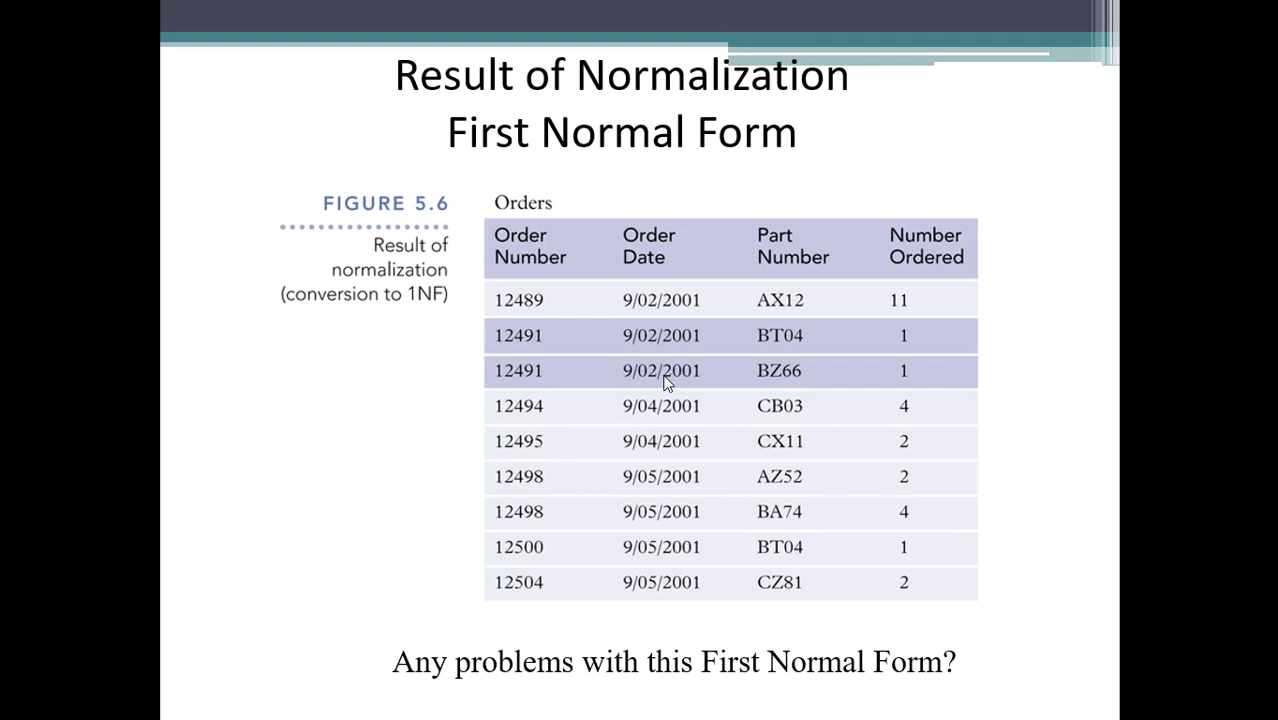 Result of Normalization
First Normal Form
FIGURE 5.6
Result of
normalization
(conversion to 1NF)
Orders
Order Number Order Date Part Number Number Ordered
12489 9/02/2001 AX12 11
12491 9/02/2001 BT04 1
12491 9/02/2001 BZ66 1
12494 9/04/2001 CB03 4
12495 9/04/2001 CX11 2
12498 9/05/2001 AZ52 2
12498 9/05/2001 BA74 4
12500 9/05/2001 BT04 1
12504 9/05/2001 CZ81 2
Any problems with this First Normal Form?